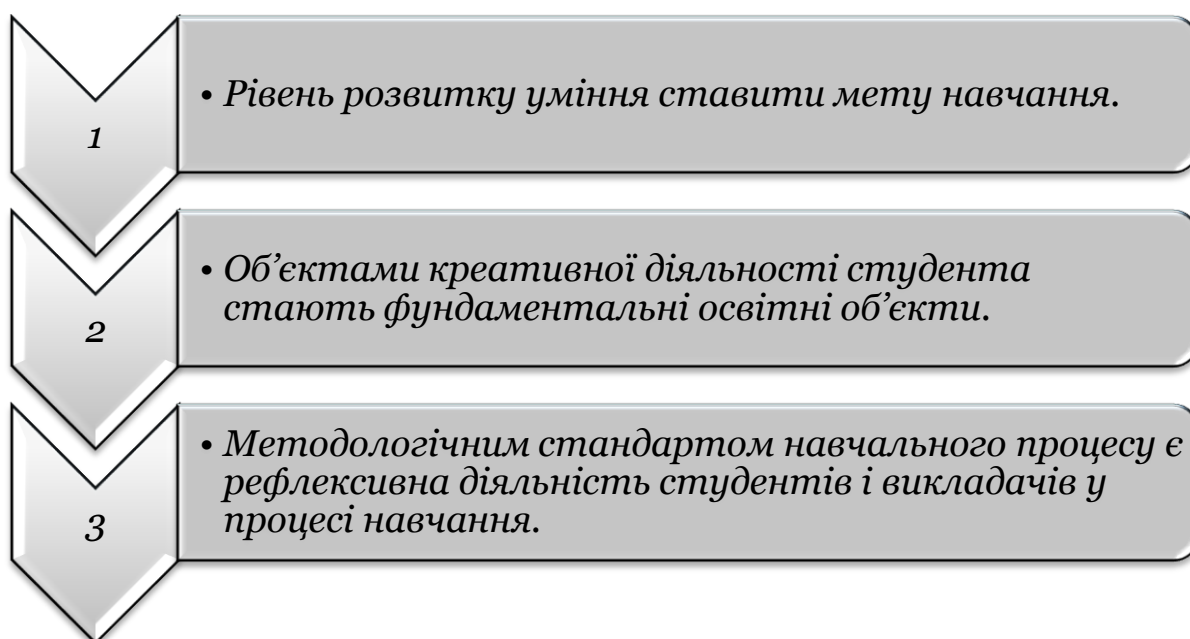 1
• Рівень розвитку уміння ставити мету навчання.
2
• Об’єктами креативної діяльності студента
стають фундаментальні освітні об’єкти.
3
• Методологічним стандартом навчального процесу є
рефлексивна діяльність студентів і викладачів у
процесі навчання.